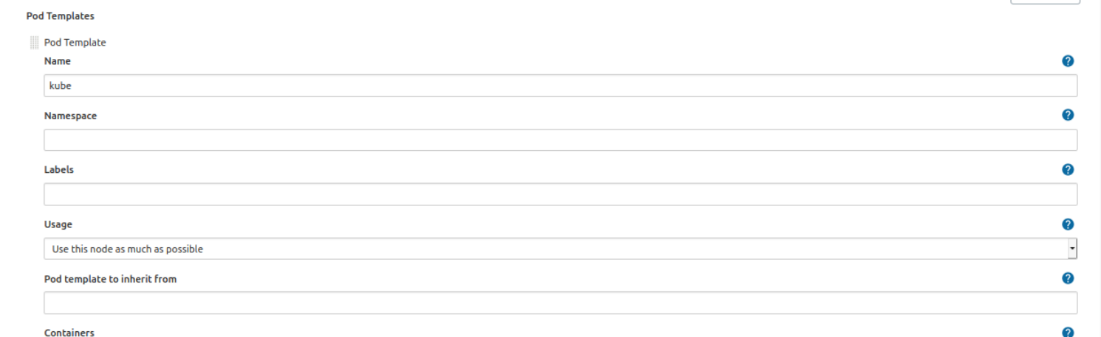 Pod Templates
Pod Template
Name
?
kube
Namespace
?
Labels
?
Usage
?
Use this node as much as possible
Pod template to inherit from
?
Containers
?